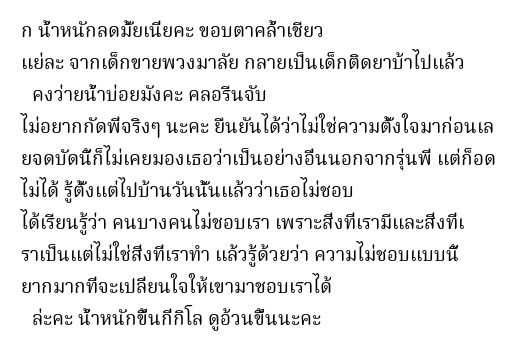 ก น้ำหนักลดมั้ยเนียคะ ขอบตาคล้ำเชียว
แย่ละ จากเด็กขายพวงมาลัย กลายเป็นเด็กติดยาบ้าไปแล้ว
คงว่ายน้ำบ่อยมังคะ คลอรีนจับ
ไม่อยากกัดพี่จริงๆ นะคะ ยืนยันได้ว่าไม่ใช่ความตั้งใจมาก่อนเล
ยจดบัดนี้ก็ไม่เคยมองเธอว่าเป็นอย่างอื่นนอกจากรุ่นพี่ แต่ก็อด
ไม่ได้ รู้ตั้งแต่ไปบ้านวันนั้นแล้วว่าเธอไม่ชอบ
ได้เรียนรู้ว่า คนบางคนไม่ชอบเรา เพราะสิ่งที่เรามีและสิ่งที่เ
ราเป็นแต่ไม่ใช่สิ่งที่เราทำ แล้วรู้ด้วยว่า ความไม่ชอบแบบนี้
ยากมากที่จะเปลี่ยนใจให้เขามาชอบเราได้
ล่ะคะ น้ำหนักขึ้นกี่กิโล ดูอ้วนขึ้นนะคะ